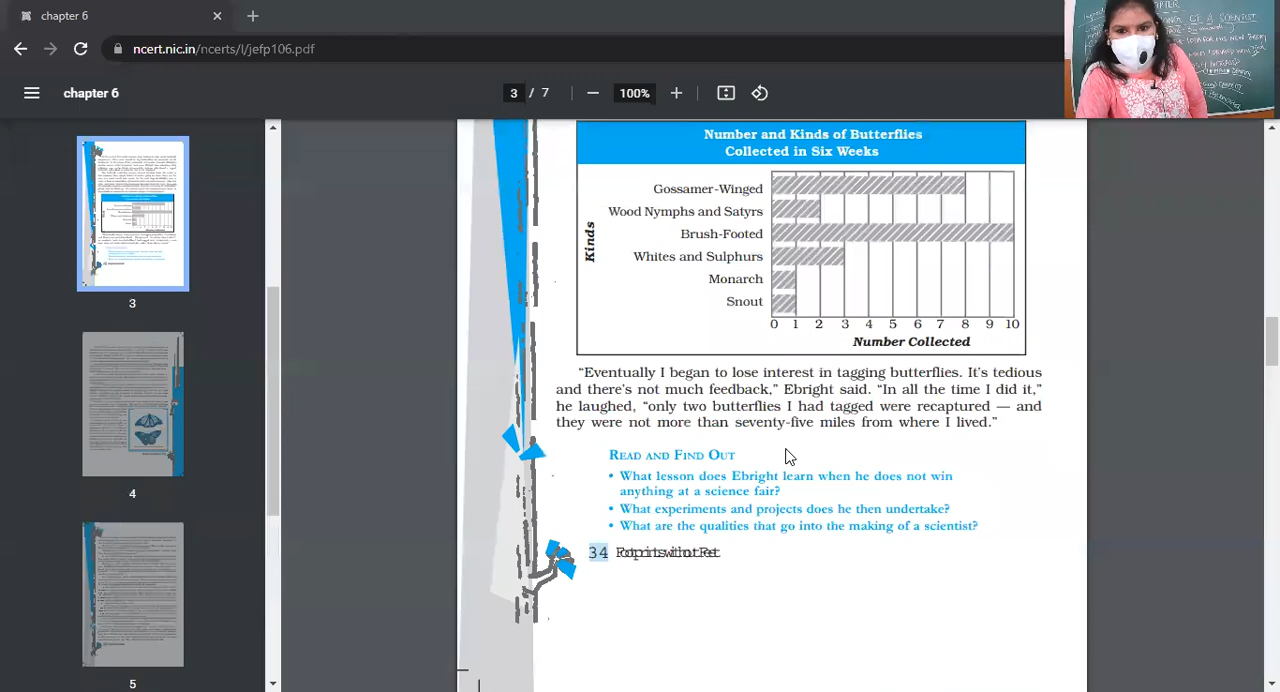 chapter 6
ncert.nic.in/ncerts/l/jefp106.pdf
chapter 6
3 / 7
100%
CHAPTER
OF A SCIENTIST
3
4
5
Number and Kinds of Butterflies
Collected in Six Weeks
Kinds
Gossamer-Winged
Wood Nymphs and Satyrs
Brush-Footed
Whites and Sulphurs
Monarch
Snout
0 1 2 3 4 5 6 7 8 9 10
Number Collected
“Eventually I began to lose interest in tagging butterflies. It’s tedious
and there’s not much feedback,” Ebright said. “In all the time I did it,”
he laughed, “only two butterflies I had tagged were recaptured — and
they were not more than seventy-five miles from where I lived.”
READ AND FIND OUT
• What lesson does Ebright learn when he does not win
anything at a science fair?
• What experiments and projects does he then undertake?
• What are the qualities that go into the making of a scientist?
34